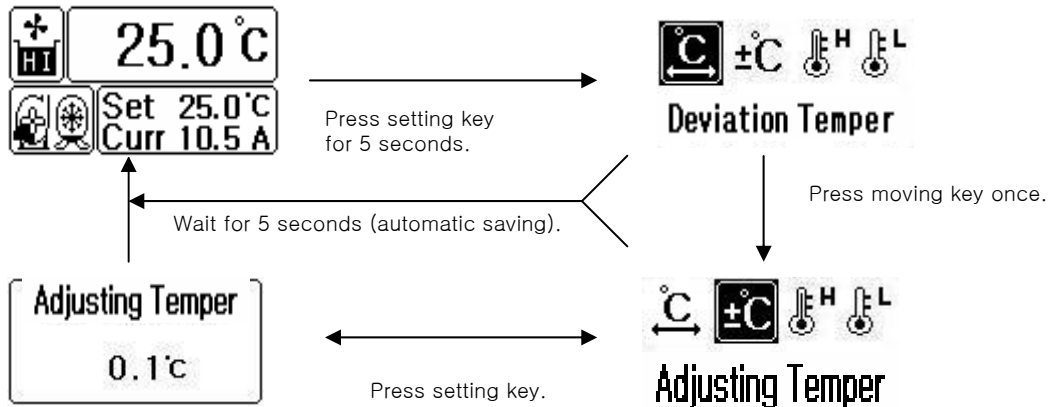 HI
25.0℃
Set 25.0℃
Curr 10.5 A
Press setting key
for 5 seconds.
℃ ±℃ H L
Deviation Temper
Press moving key once.
Wait for 5 seconds (automatic saving).
Adjusting Temper
0.1℃
Press setting key.
℃ ±℃ H L
Adjusting Temper